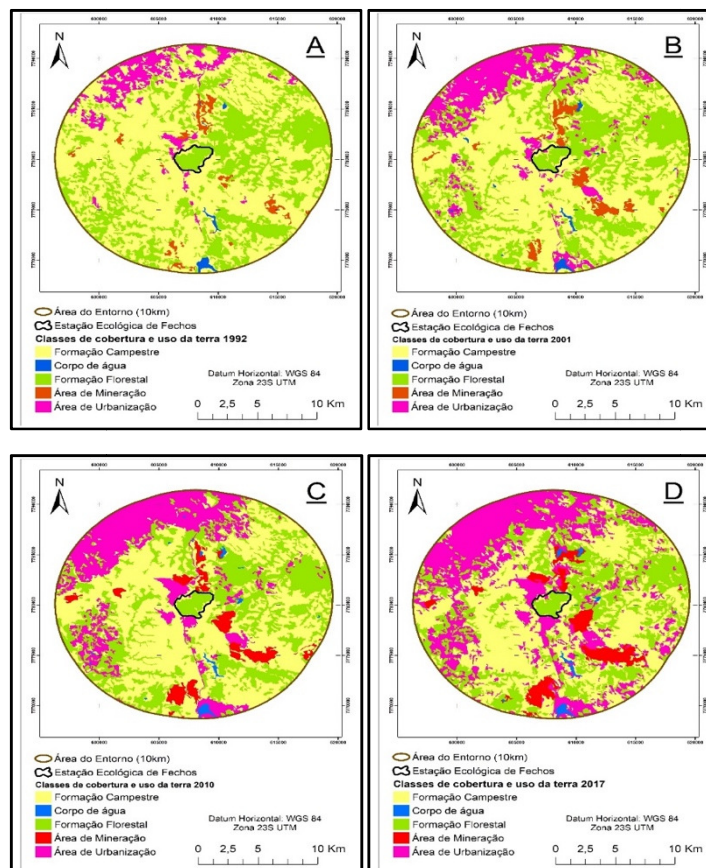 A
N
Área do Entorno (10km)
Estação Ecológica de Fechos
Classes de cobertura e uso da terra 1992
Formação Campestre
Corpo de água
Formação Florestal
Área de Mineração
Área de Urbanização
Datum Horizontal: WGS 84
Zona 23S UTM
0 2,5 5 10 Km
B
N
Área do Entorno (10km)
Estação Ecológica de Fechos
Classes de cobertura e uso da terra 2001
Formação Campestre
Corpo de água
Formação Florestal
Área de Mineração
Área de Urbanização
Datum Horizontal: WGS 84
Zona 23S UTM
0 2,5 5 10 Km
C
N
Área do Entorno (10km)
Estação Ecológica de Fechos
Classes de cobertura e uso da terra 2010
Formação Campestre
Corpo de água
Formação Florestal
Área de Mineração
Área de Urbanização
Datum Horizontal: WGS 84
Zona 23S UTM
0 2,5 5 10 Km
D
N
Área do Entorno (10km)
Estação Ecológica de Fechos
Classes de cobertura e uso da terra 2017
Formação Campestre
Corpo de água
Formação Florestal
Área de Mineração
Área de Urbanização
Datum Horizontal: WGS 84
Zona 23S UTM
0 2,5 5 10 Km